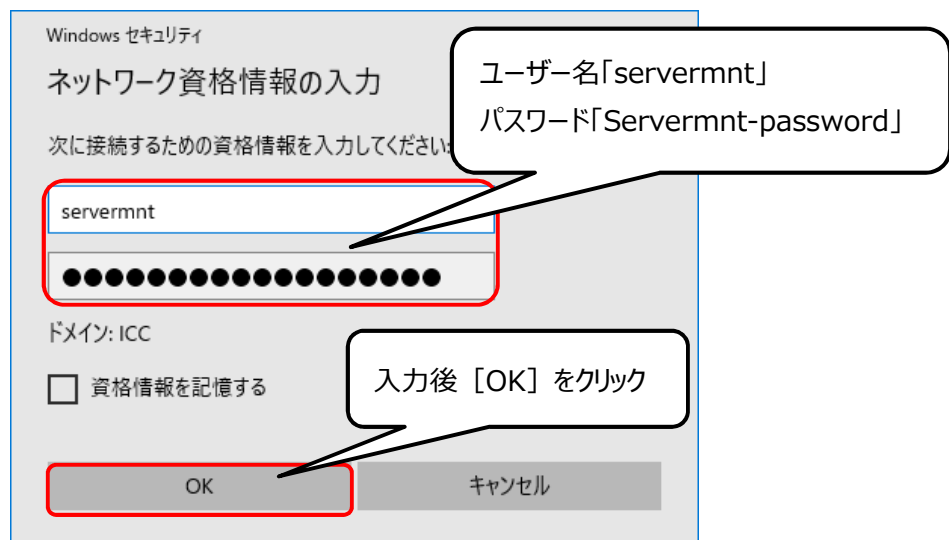 Windows セキュリティ
ネットワーク資格情報の入力
ユーザー名「servermnt」
パスワード「Servermnt-password」
次に接続するための資格情報を入力してください:
servermnt
●●●●●●●●●●●●●●●●●●
ドメイン: ICC
資格情報を記憶する
入力後［OK］をクリック
OK
キャンセル